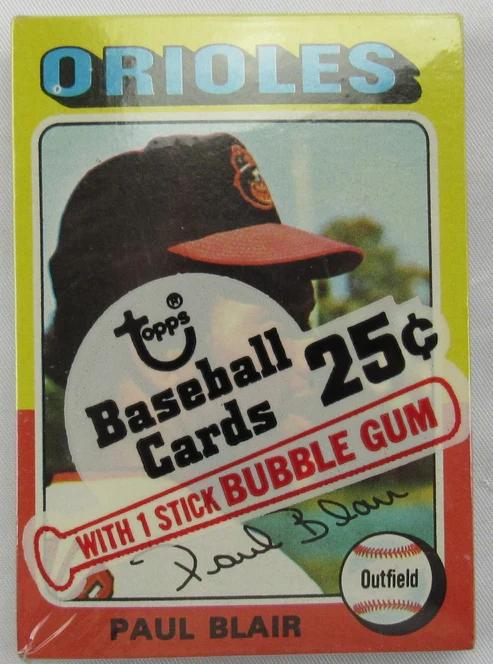 ORIOLES
topps®
Baseball
Cards
25¢
WITH 1 STICK BUBBLE GUM
Paul Blair
Outfield
PAUL BLAIR